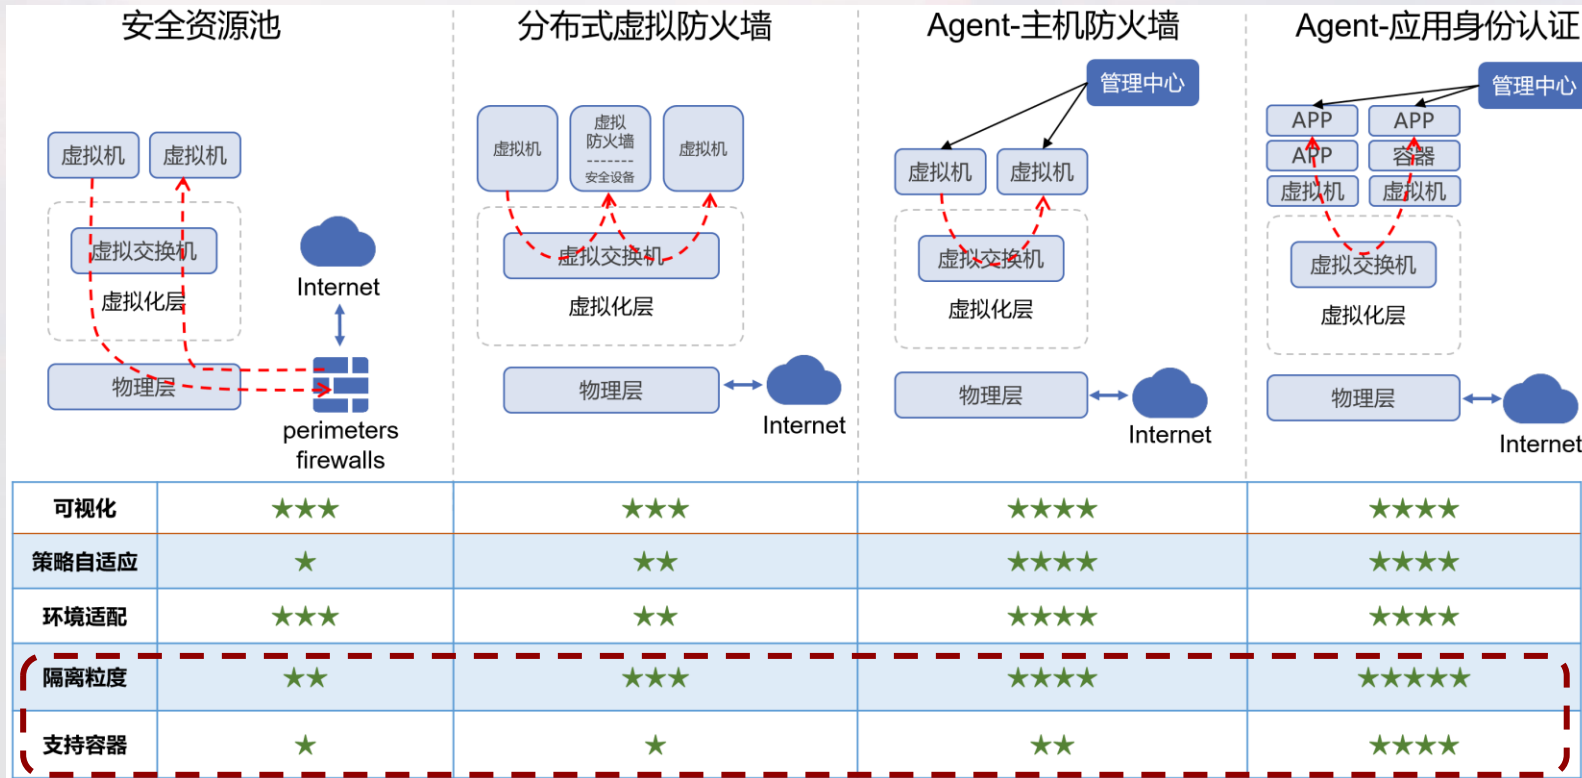 安全资源池
虚拟机
虚拟机
虚拟交换机
虚拟化层
物理层
Internet
perimeters
firewalls
分布式虚拟防火墙
虚拟机
虚拟
防火墙
-------
安全设备
虚拟机
虚拟交换机
虚拟化层
物理层
Internet
Agent-主机防火墙
管理中心
虚拟机
虚拟机
虚拟交换机
虚拟化层
物理层
Internet
Agent-应用身份认证
管理中心
APP
APP
APP
容器
虚拟机
虚拟机
虚拟交换机
虚拟化层
物理层
Internet
可视化 ★★★ ★★★ ★★★★ ★★★★
策略自适应 ★ ★★ ★★★★ ★★★★
环境适配 ★★★ ★★ ★★★★ ★★★★
隔离粒度 ★★ ★★★ ★★★★ ★★★★★
支持容器 ★ ★ ★★ ★★★★